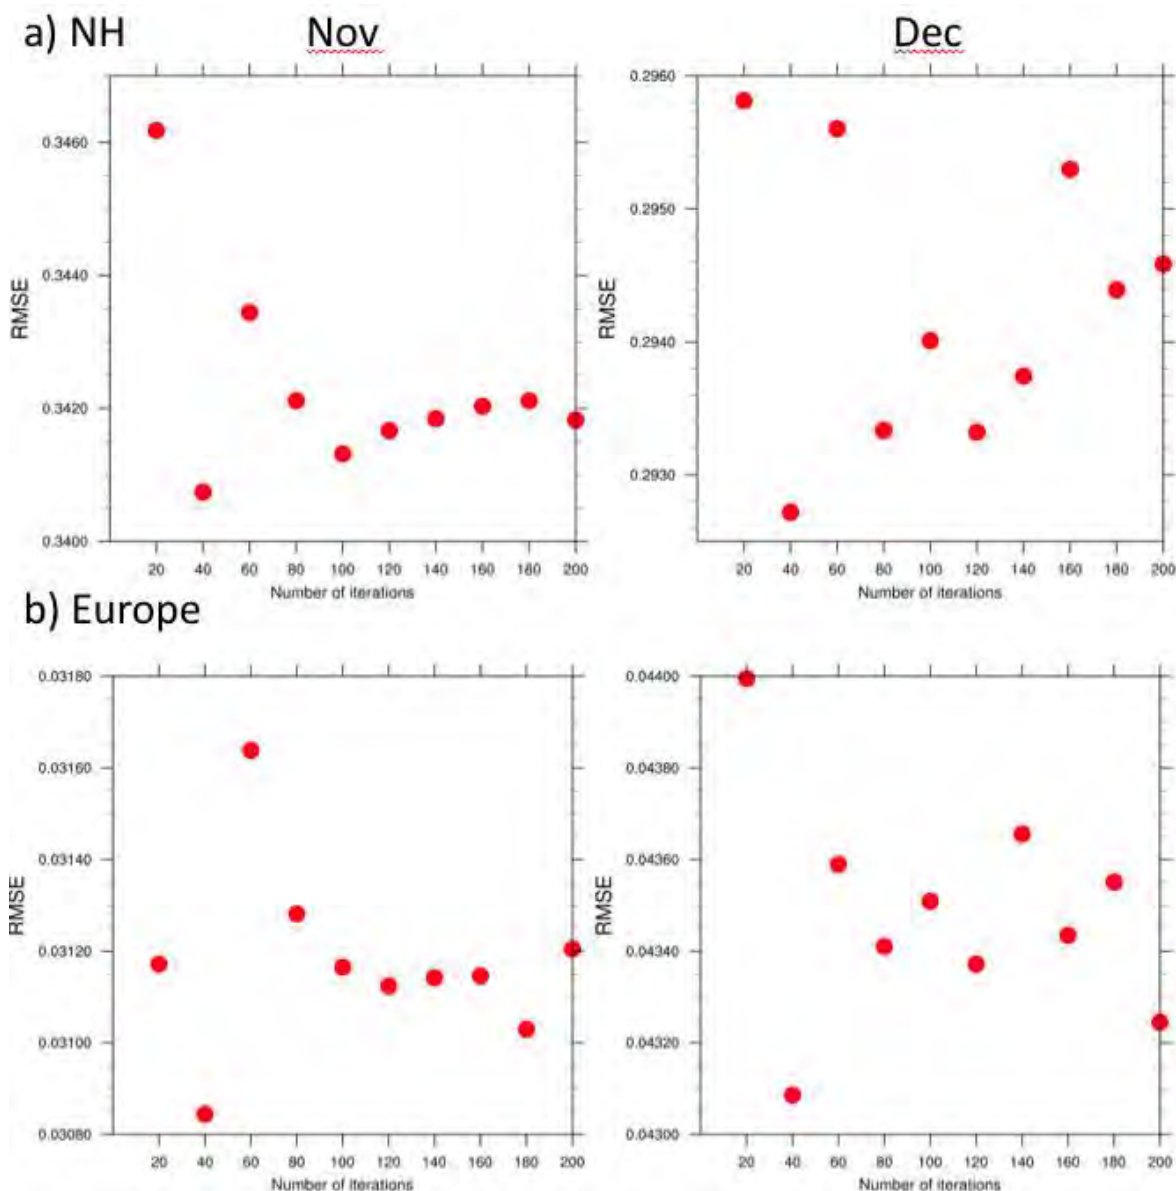 a) NH
Nov
Dec
0.3460
0.3440
0.3420
0.3400
RMSE
20 40 60 80 100 120 140 160 180 200
Number of iterations
0.2960
0.2950
0.2940
0.2930
RMSE
20 40 60 80 100 120 140 160 180 200
Number of iterations
b) Europe
0.03180
0.03160
0.03140
0.03120
0.03100
0.03080
RMSE
20 40 60 80 100 120 140 160 180 200
Number of iterations
0.04400
0.04380
0.04360
0.04340
0.04320
0.04300
RMSE
20 40 60 80 100 120 140 160 180 200
Number of iterations